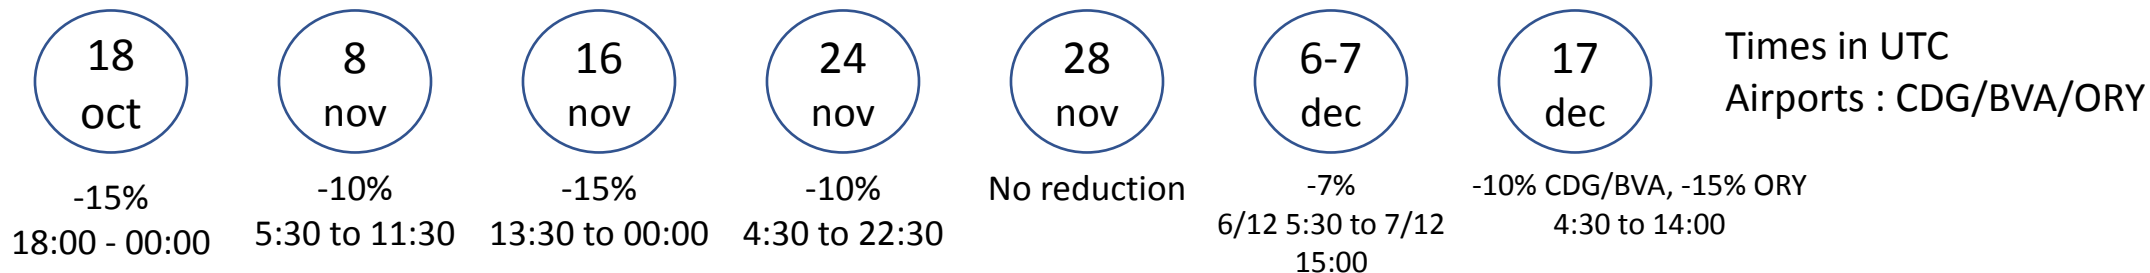 18
oct
-15%
18:00 - 00:00
8
nov
-10%
5:30 to 11:30
16
nov
-15%
13:30 to 00:00
24
nov
-10%
4:30 to 22:30
28
nov
No reduction
6-7
dec
-7%
6/12 5:30 to 7/12
15:00
17
dec
-10% CDG/BVA, -15% ORY
4:30 to 14:00
Times in UTC
Airports : CDG/BVA/ORY